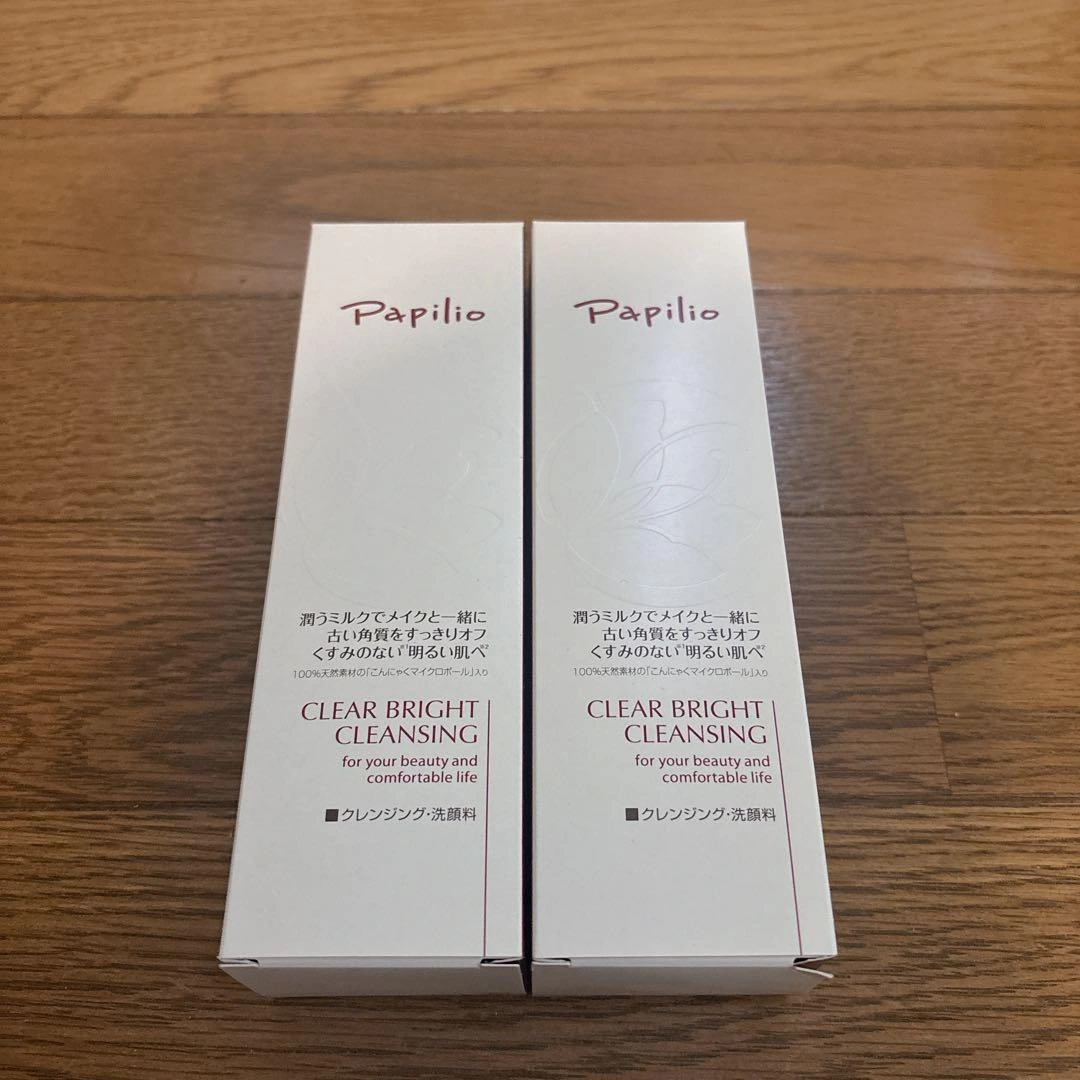 Papilio
潤うミルクでメイクと一緒に
古い角質をすっきりオフ
くすみのない※1明るい肌へ※2
100%天然素材の「こんにゃくマイクロボール」入り
CLEAR BRIGHT
CLEANSING
for your beauty and
comfortable life
■クレンジング・洗顔料
Papilio
潤うミルクでメイクと一緒に
古い角質をすっきりオフ
くすみのない※1明るい肌へ※2
100%天然素材の「こんにゃくマイクロボール」入り
CLEAR BRIGHT
CLEANSING
for your beauty and
comfortable life
■クレンジング・洗顔料